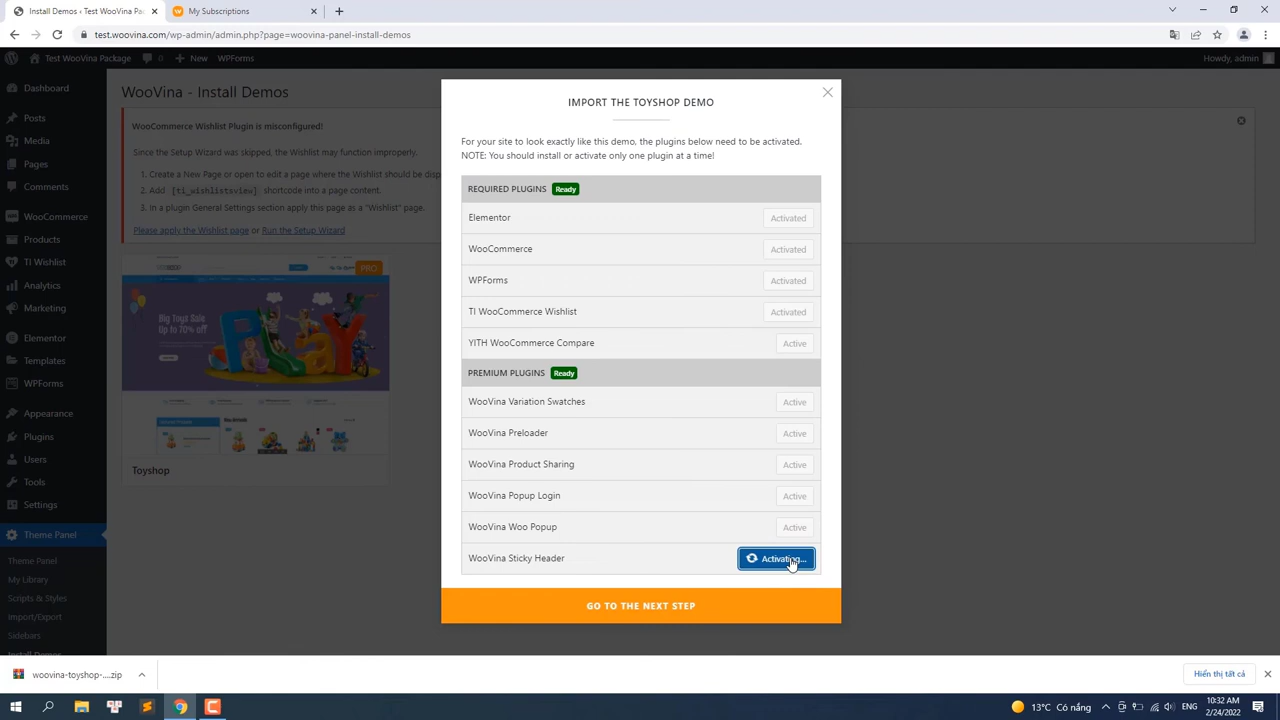 Install Demos ‹ Test WooVina Pac
My Subscriptions
test.woovina.com/wp-admin/admin.php?page=woovina-panel-install-demos
Test WooVina Package
0
New
WPForms
Howdy, admin
Dashboard
Posts
Media
Pages
Comments
WooCommerce
Products
TI Wishlist
Analytics
Marketing
Elementor
Templates
WPForms
Appearance
Plugins
Users
Tools
Settings
Theme Panel
Theme Panel
My Library
Scripts & Styles
Import/Export
Sidebars
Install Demos
WooVina - Install Demos
WooCommerce Wishlist Plugin is misconfigured!
Since the Setup Wizard was skipped, the Wishlist may function improperly.
1. Create a New Page or open to edit a page where the Wishlist should be disp
2. Add [ti_wishlistsview] shortcode into a page content.
3. In a plugin General Settings section apply this page as a "Wishlist" page.
Please apply the Wishlist page or Run the Setup Wizard
PRO
Big Toys Sale
Up to 70% off
PLAY
Toyshop
IMPORT THE TOYSHOP DEMO
For your site to look exactly like this demo, the plugins below need to be activated.
NOTE: You should install or activate only one plugin at a time!
REQUIRED PLUGINS Ready
Elementor Activated
WooCommerce Activated
WPForms Activated
TI WooCommerce Wishlist Activated
YITH WooCommerce Compare Active
PREMIUM PLUGINS Ready
WooVina Variation Swatches Active
WooVina Preloader Active
WooVina Product Sharing Active
WooVina Popup Login Active
WooVina Woo Popup Active
WooVina Sticky Header Activating...
GO TO THE NEXT STEP
woovina-toyshop-....zip
Hiển thị tất cả
13°C Có nắng
ENG
10:32 AM
2/24/2022